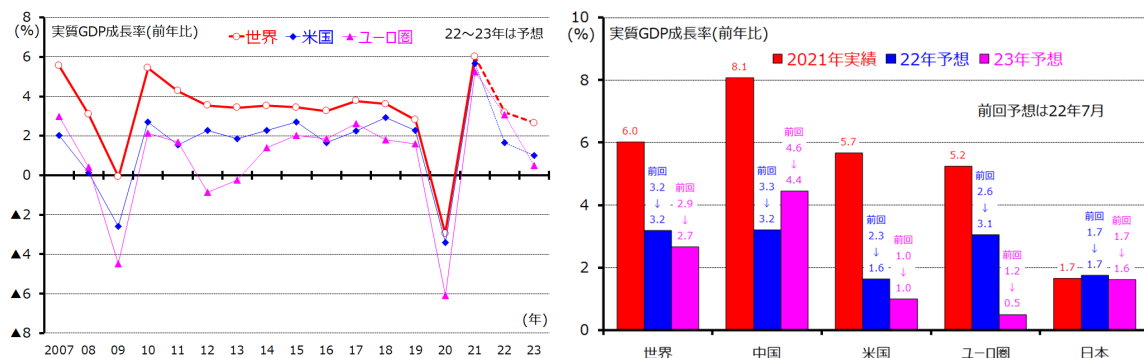 (%)
実質GDP成長率(前年比)
世界
米国
ユーロ圏
22～23年は予想
8
6
4
2
0
▲2
▲4
▲6
▲8
(年)
2007 08 09 10 11 12 13 14 15 16 17 18 19 20 21 22 23
10
(%)
実質GDP成長率(前年比)
2021年実績
22年予想
23年予想
前回予想は22年7月
8
6
4
2
0
6.0
前回
3.2
↓
3.2
前回
2.9
↓
2.7
世界
8.1
前回
3.3
↓
3.2
前回
4.6
↓
4.4
中国
5.7
前回
2.3
↓
1.6
前回
1.0
↓
1.0
米国
5.2
前回
2.6
↓
3.1
前回
1.2
↓
0.5
ユーロ圏
1.7
前回
1.7
↓
1.7
前回
1.7
↓
1.6
日本